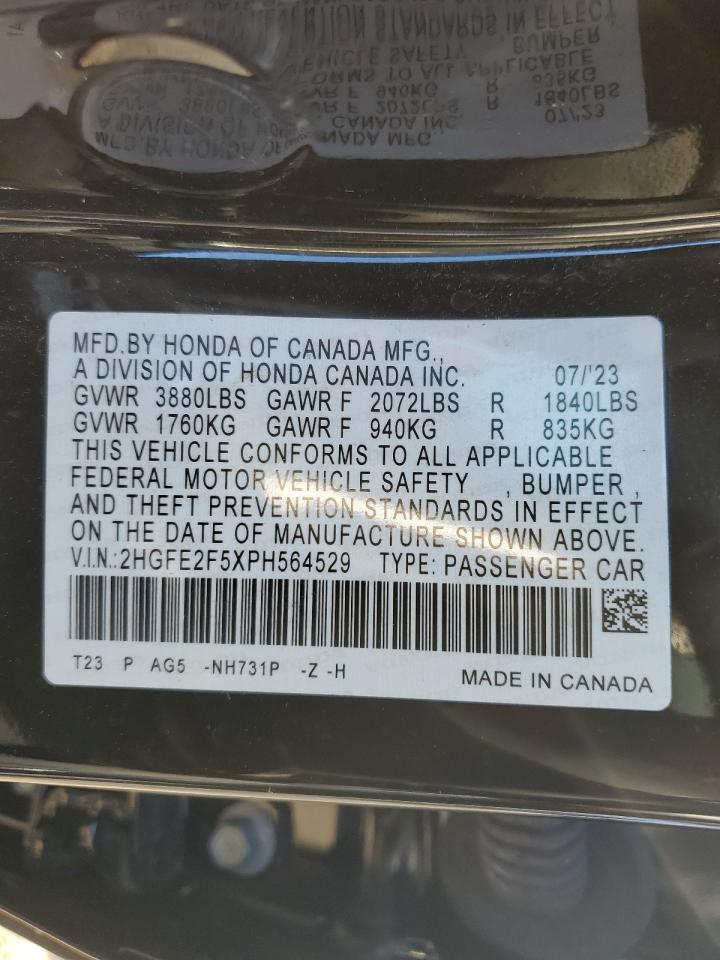 MFD.BY HONDA OF CANADA MFG.,
A DIVISION OF HONDA CANADA INC. 07/'23
GVWR 3880LBS GAWR F 2072LBS R 1840LBS
GVWR 1760KG GAWR F 940KG R 835KG
THIS VEHICLE CONFORMS TO ALL APPLICABLE
FEDERAL MOTOR VEHICLE SAFETY , BUMPER ,
AND THEFT PREVENTION STANDARDS IN EFFECT
ON THE DATE OF MANUFACTURE SHOWN ABOVE.
V.I.N.:2HGFE2F5XPH564529 TYPE: PASSENGER CAR
T23 P AG5 -NH731P -Z -H
MADE IN CANADA